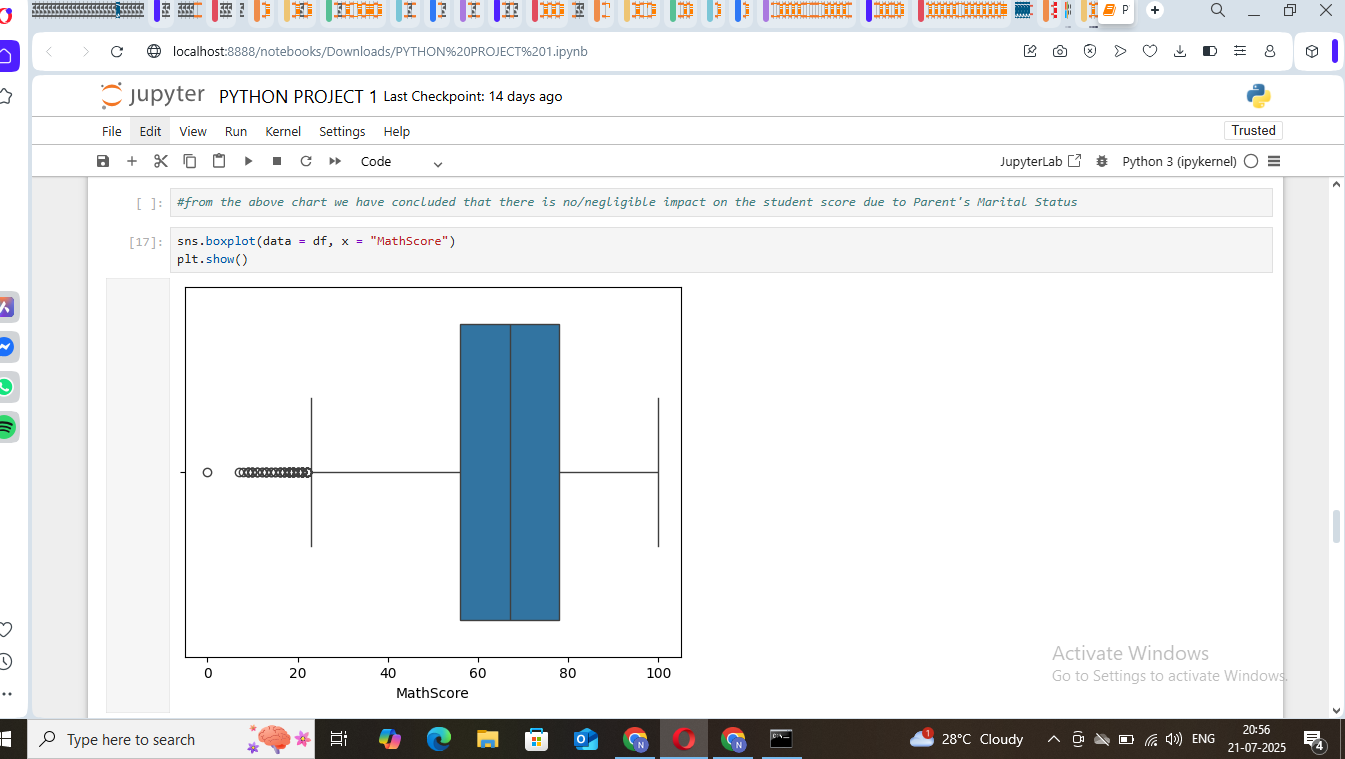 P
localhost:8888/notebooks/Downloads/PYTHON%20PROJECT%201.ipynb
jupyter PYTHON PROJECT 1 Last Checkpoint: 14 days ago
File Edit View Run Kernel Settings Help
Trusted
Code
JupyterLab
Python 3 (ipykernel)
[ ]:
#from the above chart we have concluded that there is no/negligible impact on the student score due to Parent's Marital Status
[17]:
sns.boxplot(data = df, x = "MathScore")
plt.show()
0 20 40 60 80 100
MathScore
Activate Windows
Go to Settings to activate Windows.
Type here to search
1
28°C Cloudy
ENG
20:56
21-07-2025
4
N
N